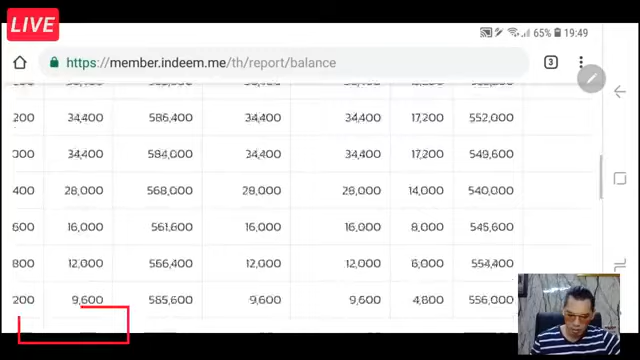 LIVE
65% 19:49
https://member.indeem.me/th/report/balance
3
200 34,400 586,400 34,400 34,400 17,200 552,000
300 34,400 584,000 34,400 34,400 17,200 549,600
400 28,000 568,000 28,000 28,000 14,000 540,000
600 16,000 561,600 16,000 16,000 8,000 545,600
800 12,000 566,400 12,000 12,000 6,000 554,400
200 9,600 565,600 9,600 9,600 4,800 556,000